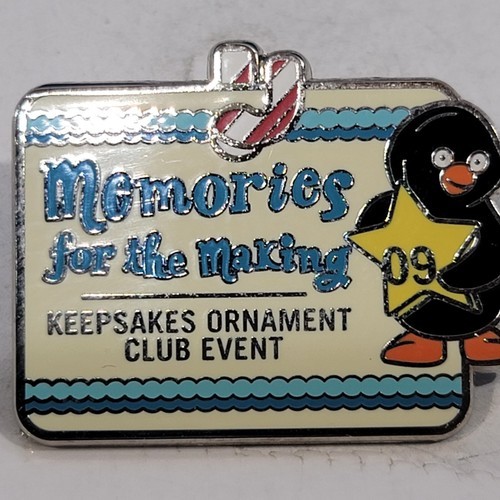 Memories
for the Making
KEEPSAKES ORNAMENT
CLUB EVENT
09